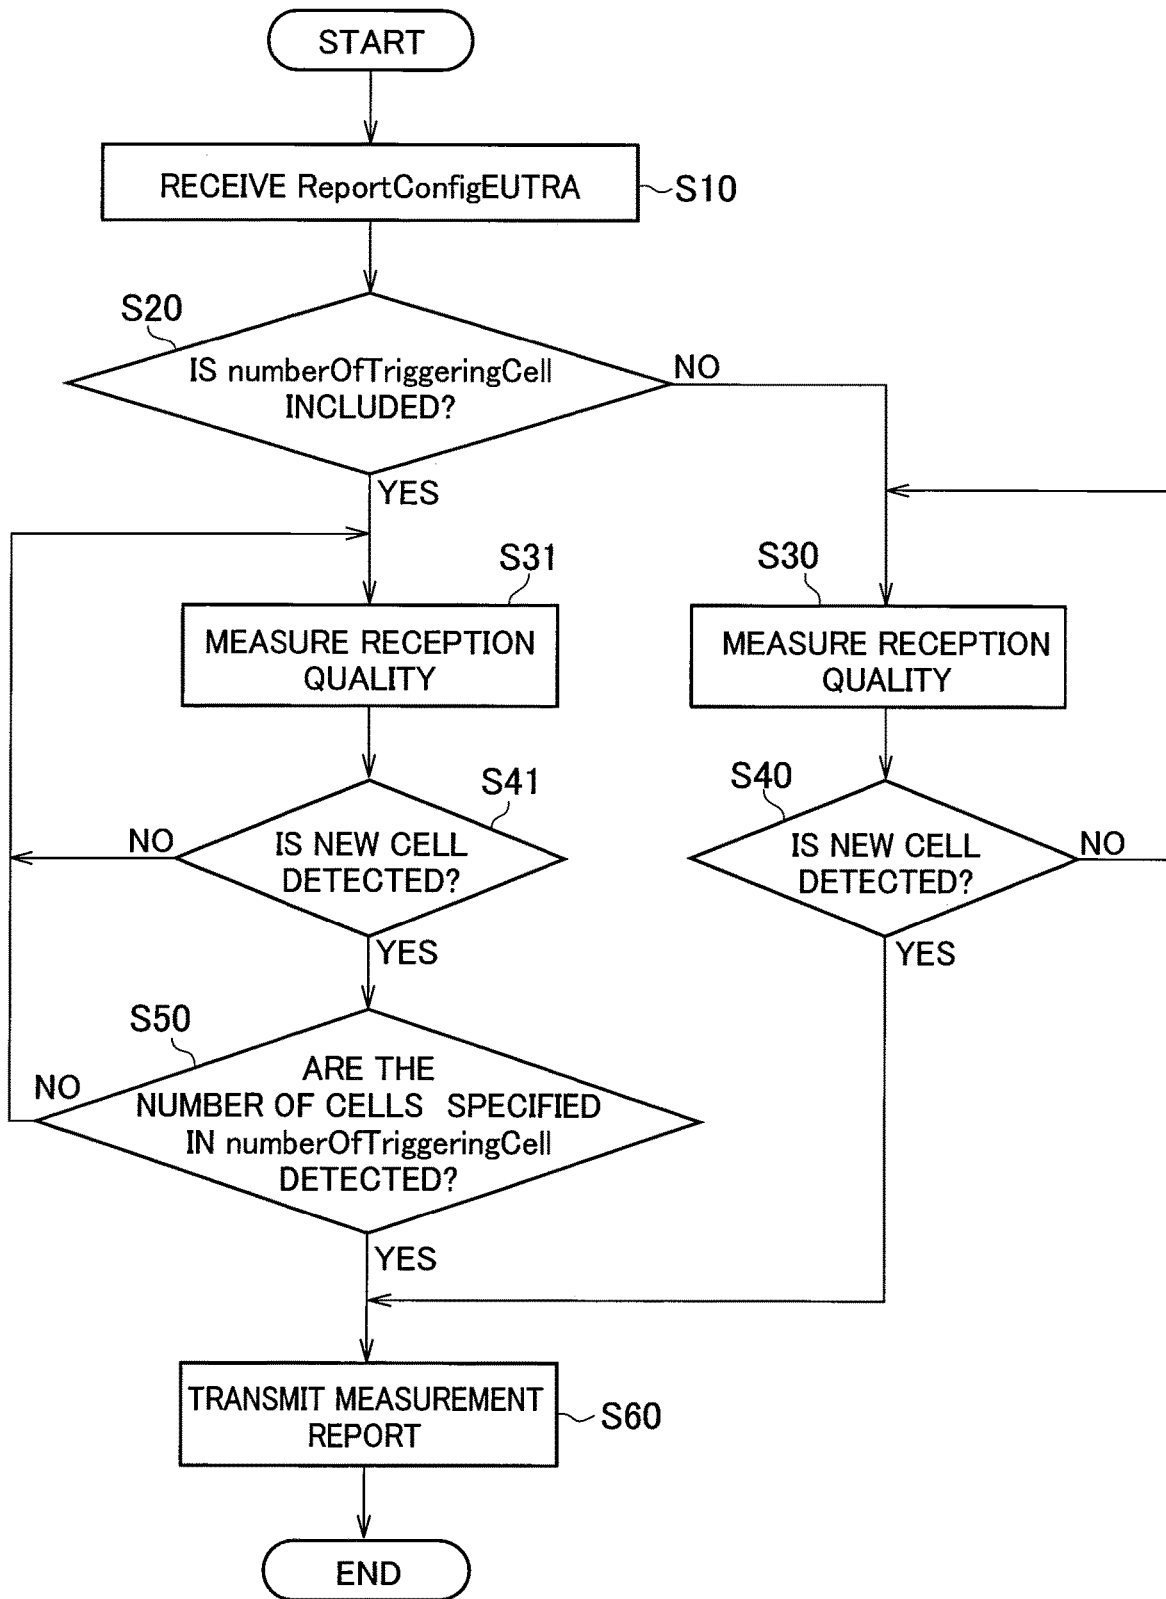 START
RECEIVE ReportConfigEUTRA
S10
S20
IS numberOfTriggeringCell
INCLUDED?
NO
YES
S31
MEASURE RECEPTION
QUALITY
S30
MEASURE RECEPTION
QUALITY
S41
IS NEW CELL
DETECTED?
NO
YES
S40
IS NEW CELL
DETECTED?
NO
YES
S50
ARE THE
NUMBER OF CELLS SPECIFIED
IN numberOfTriggeringCell
DETECTED?
NO
YES
TRANSMIT MEASUREMENT
REPORT
S60
END